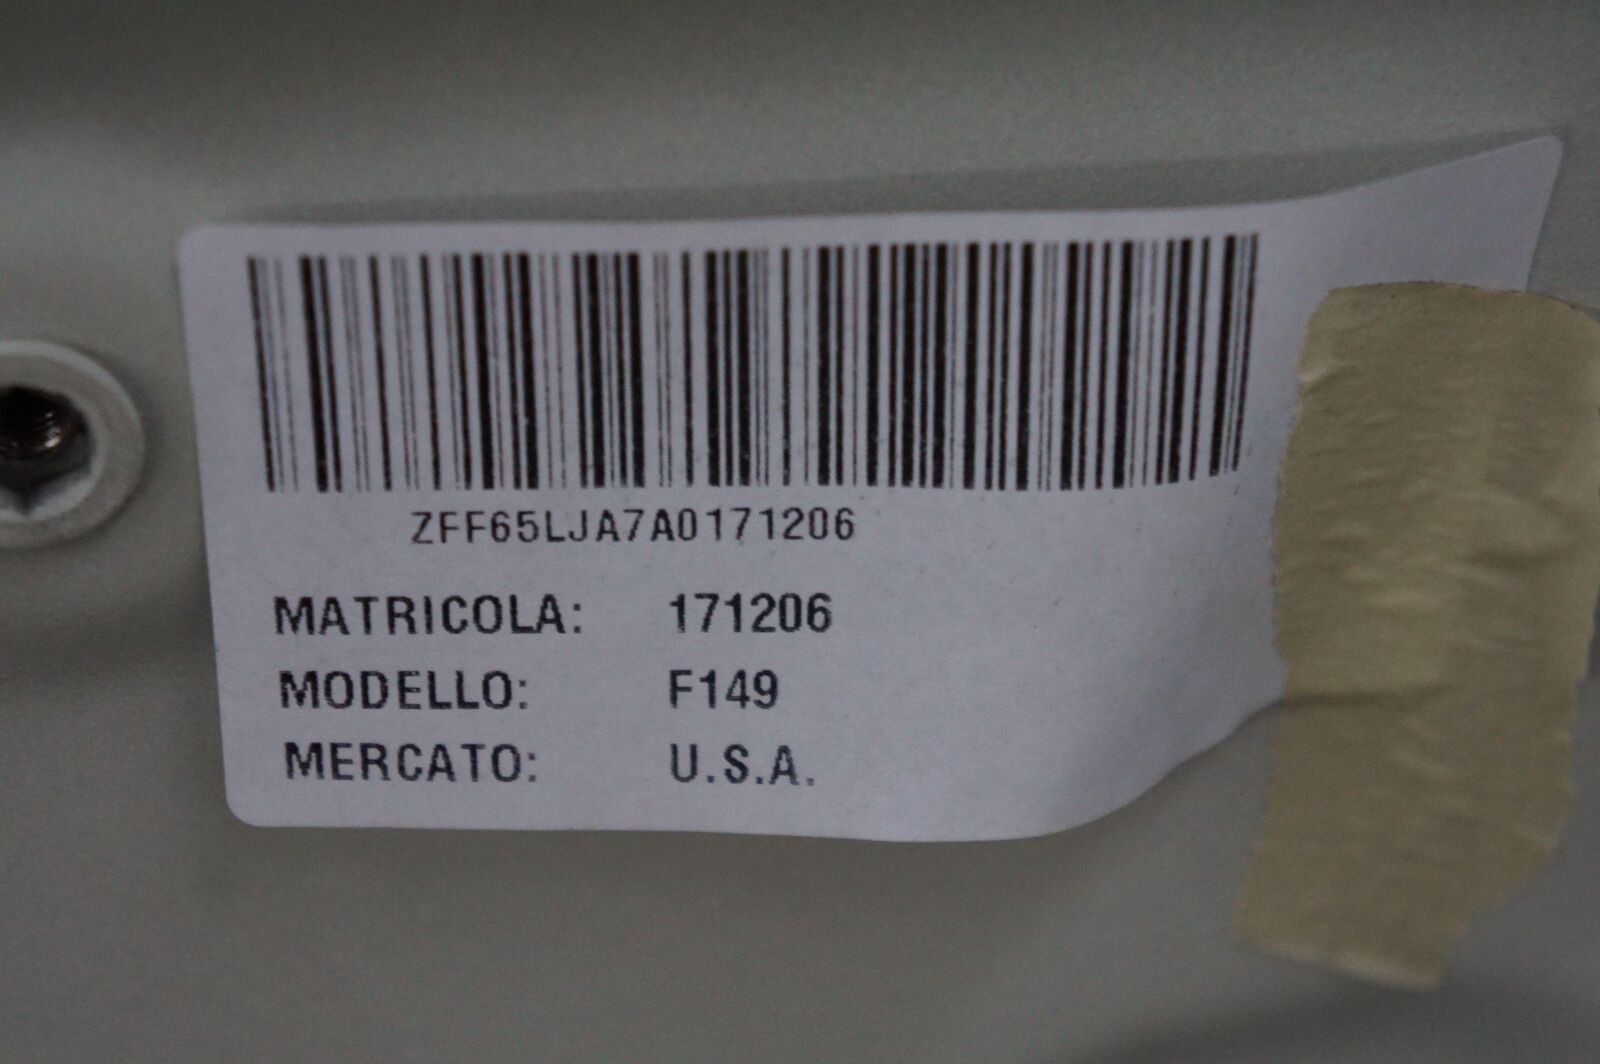 ZFF65LJA7A0171206
MATRICOLA: 171206
MODELLO: F149
MERCATO: U.S.A.